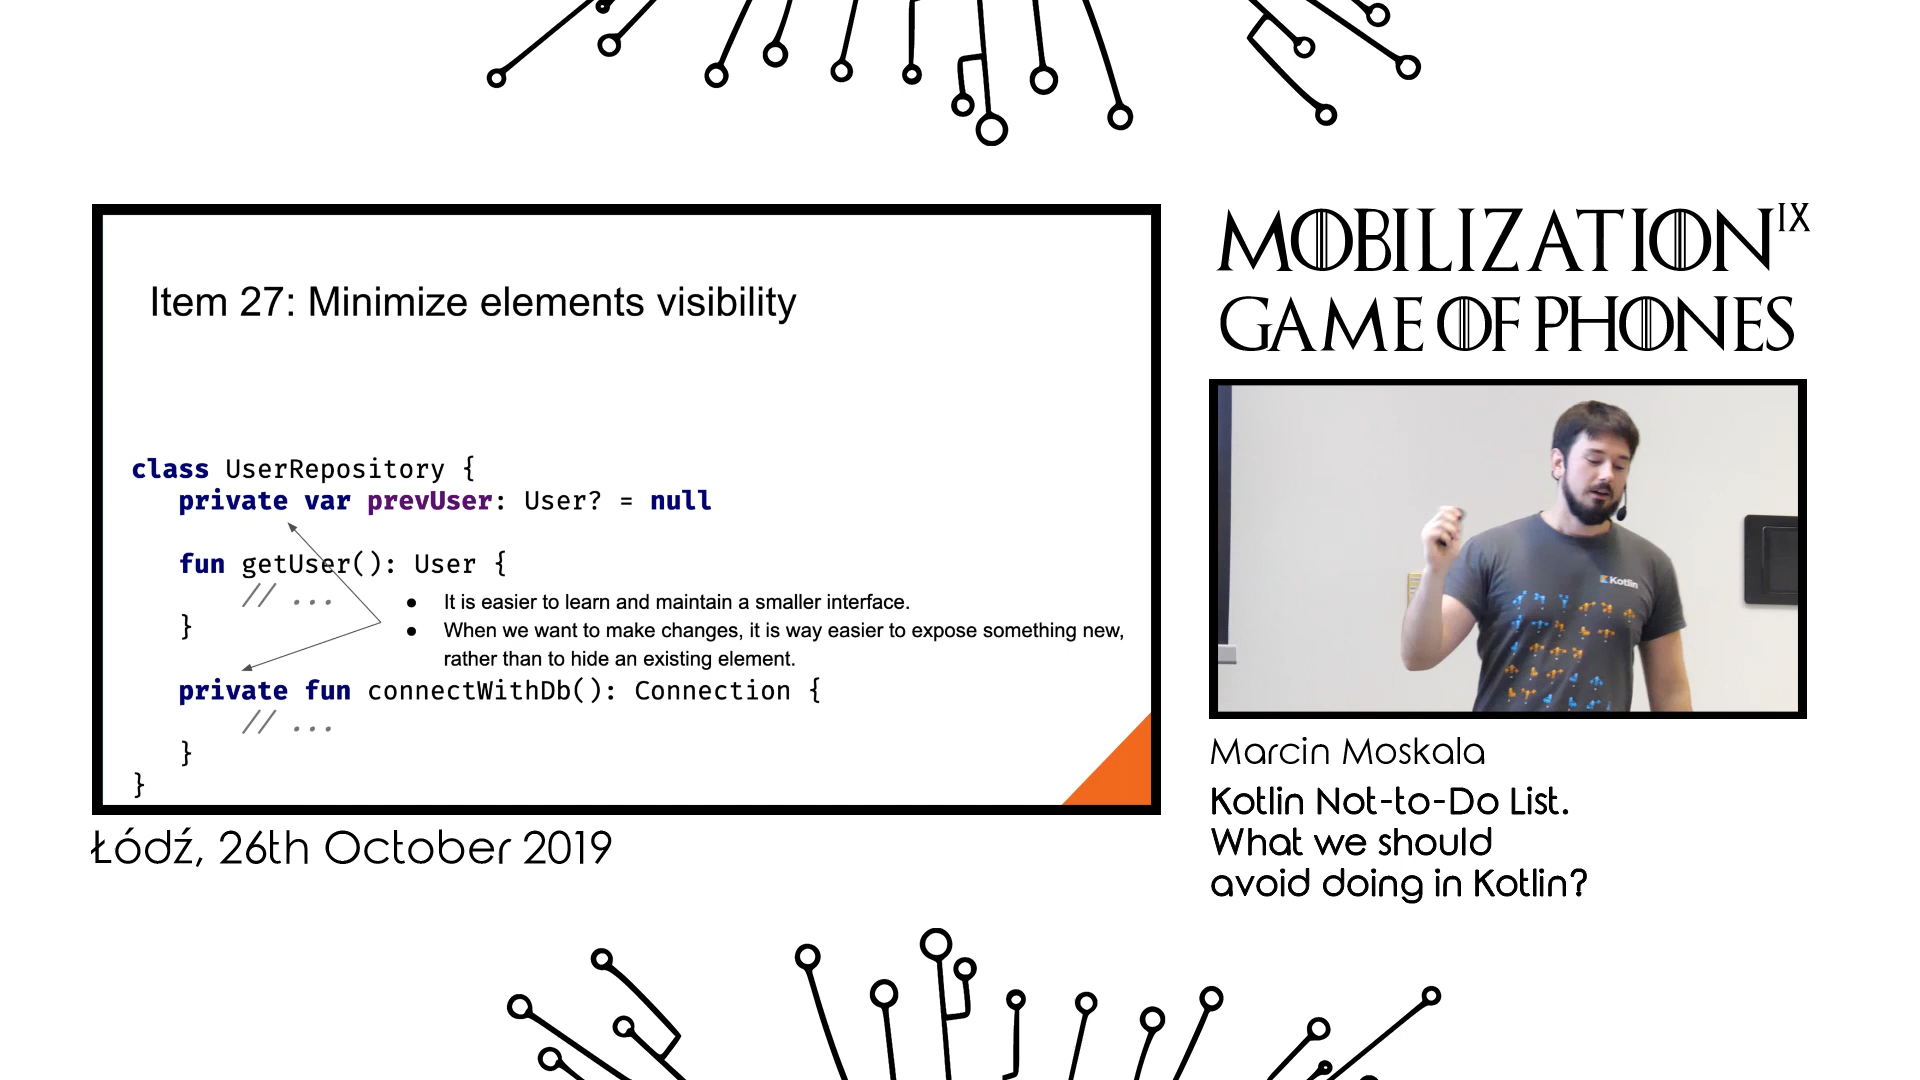 Item 27: Minimize elements visibility
class UserRepository {
private var prevUser: User? = null
fun getUser(): User {
// ...
}
● It is easier to learn and maintain a smaller interface.
● When we want to make changes, it is way easier to expose something new,
rather than to hide an existing element.
private fun connectWithDb(): Connection {
// ...
}
}
Łódź, 26th October 2019
MOBILIZATION IX
GAME OF PHONES
Kotlin
Marcin Moskala
Kotlin Not-to-Do List.
What we should
avoid doing in Kotlin?